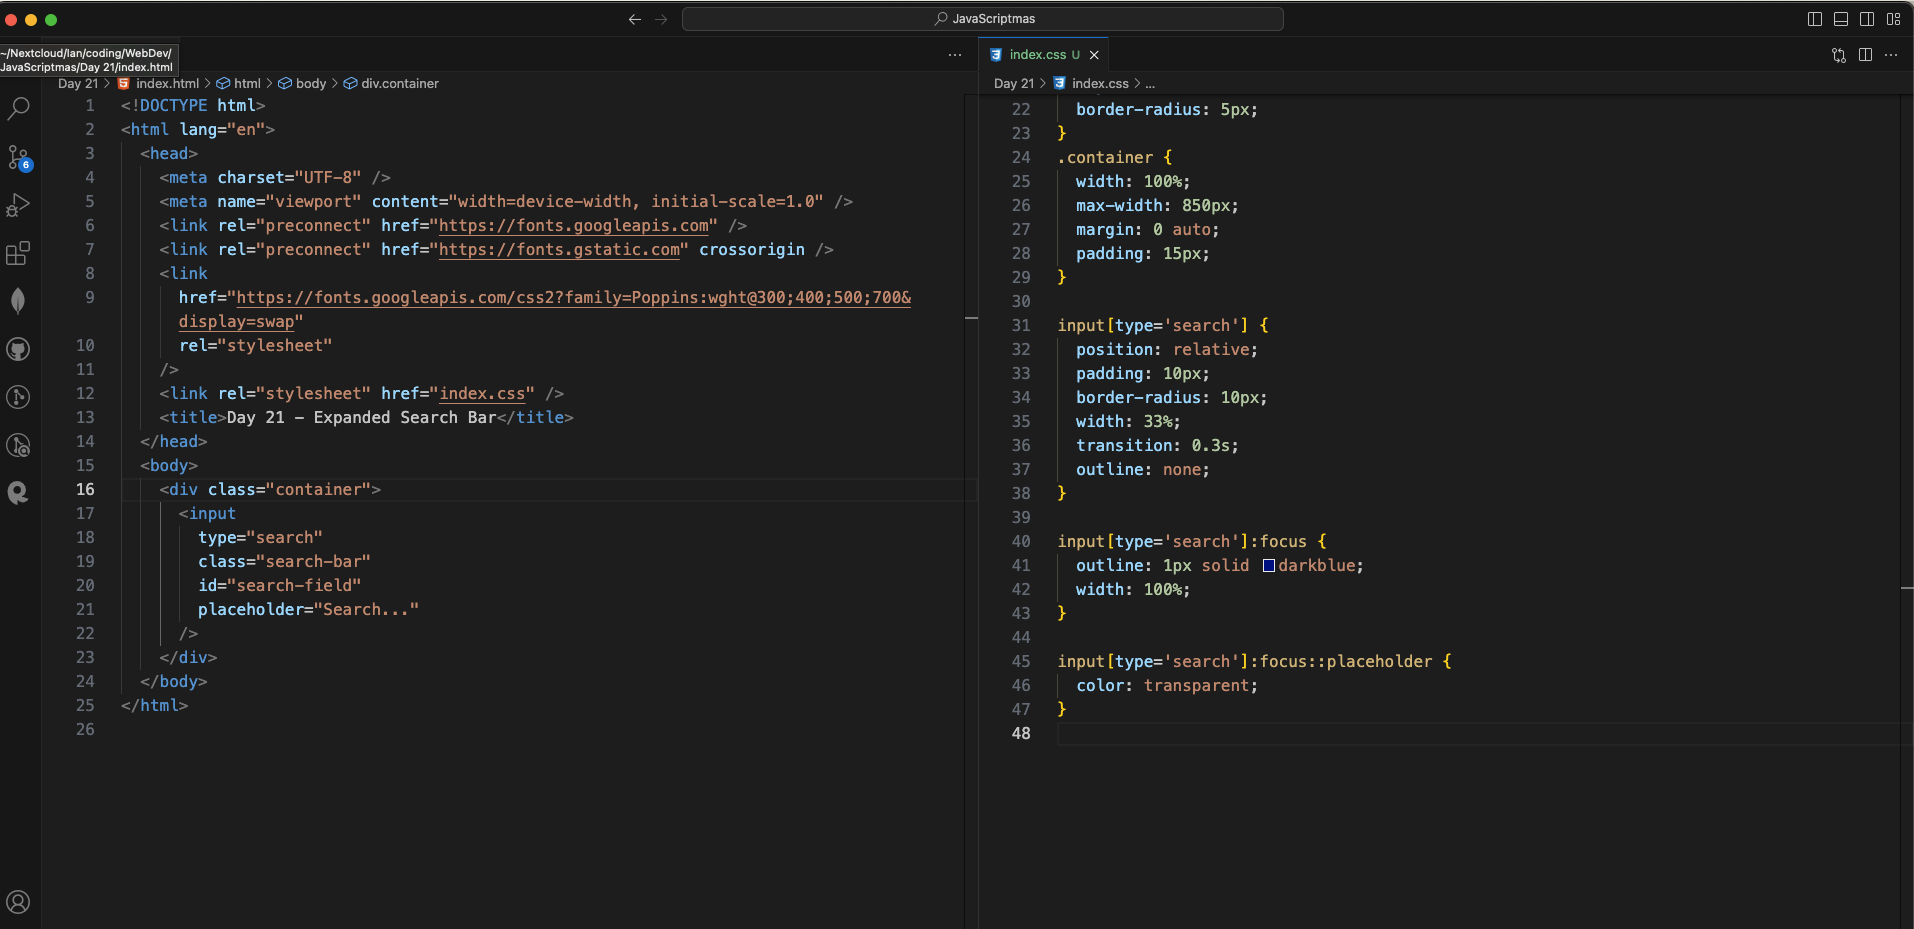 JavaScriptmas
~/Nextcloud/Ian/coding/WebDev/
JavaScriptmas/Day 21/index.html
index.css U
Day 21 > index.html > html > body > div.container
Day 21 > index.css > ...
6
1 <!DOCTYPE html>
2 <html lang="en">
3 <head>
4 <meta charset="UTF-8" />
5 <meta name="viewport" content="width=device-width, initial-scale=1.0" />
6 <link rel="preconnect" href="https://fonts.googleapis.com" />
7 <link rel="preconnect" href="https://fonts.gstatic.com" crossorigin />
8 <link
9 href="https://fonts.googleapis.com/css2?family=Poppins:wght@300;400;500;700&
display=swap"
10 rel="stylesheet"
11 />
12 <link rel="stylesheet" href="index.css" />
13 <title>Day 21 - Expanded Search Bar</title>
14 </head>
15 <body>
16 <div class="container">
17 <input
18 type="search"
19 class="search-bar"
20 id="search-field"
21 placeholder="Search..."
22 />
23 </div>
24 </body>
25 </html>
26
22 border-radius: 5px;
23 }
24 .container {
25 width: 100%;
26 max-width: 850px;
27 margin: 0 auto;
28 padding: 15px;
29 }
30
31 input[type='search'] {
32 position: relative;
33 padding: 10px;
34 border-radius: 10px;
35 width: 33%;
36 transition: 0.3s;
37 outline: none;
38 }
39
40 input[type='search']:focus {
41 outline: 1px solid darkblue;
42 width: 100%;
43 }
44
45 input[type='search']:focus::placeholder {
46 color: transparent;
47 }
48